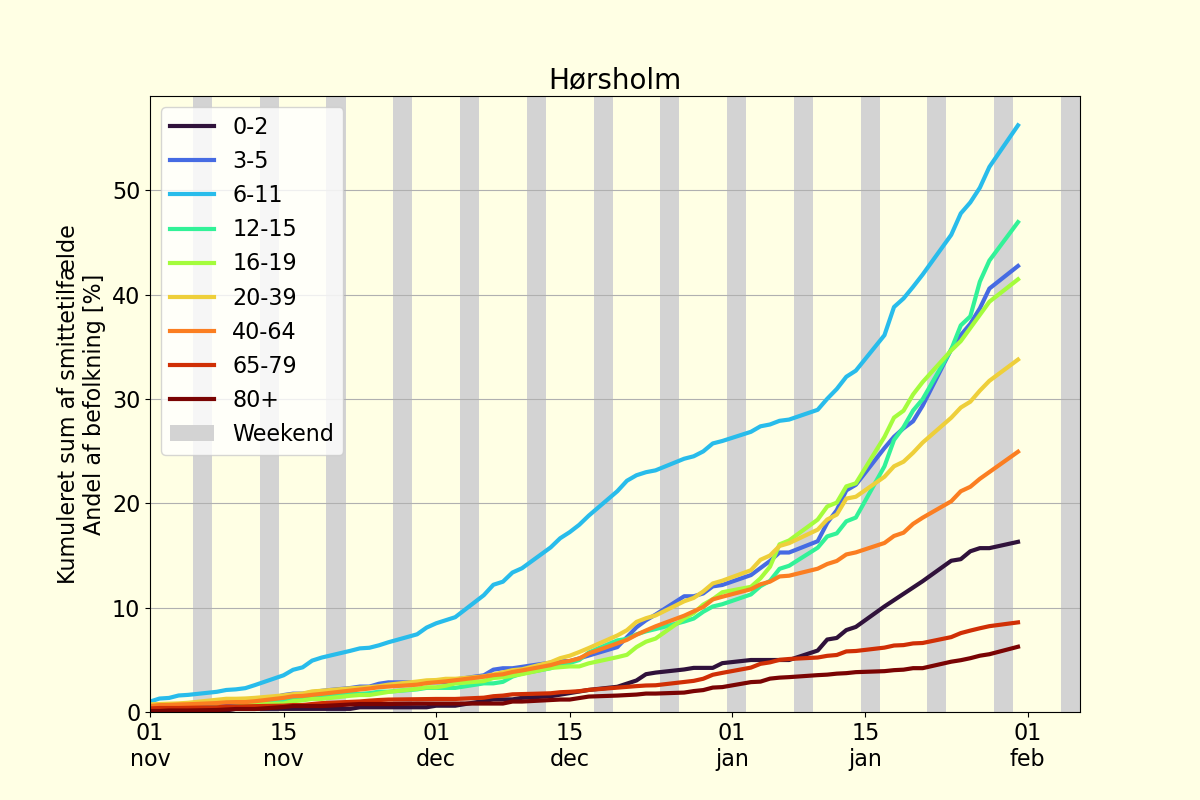 Hørsholm
Kumuleret sum af smittetilfælde
Andel af befolkning [%]
50
40
30
20
10
0
0-2
3-5
6-11
12-15
16-19
20-39
40-64
65-79
80+
Weekend
01 15 01 15 01 15 01
nov nov dec dec jan jan feb